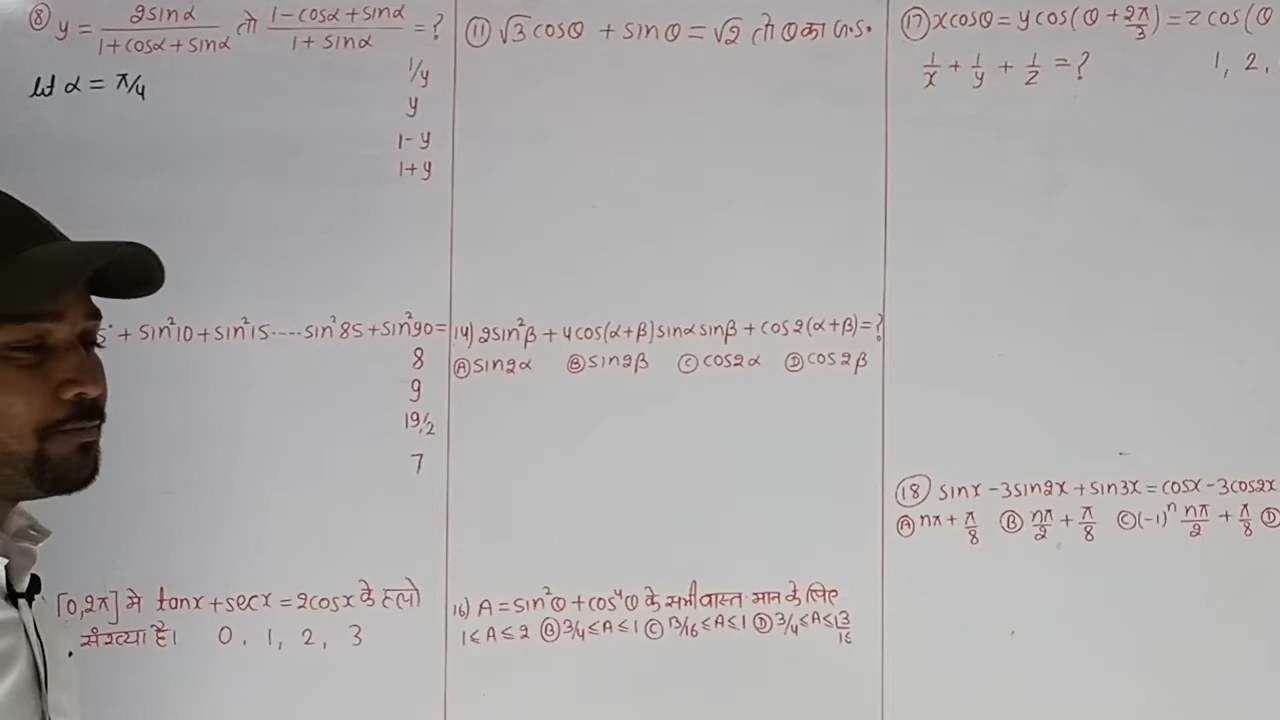 ⑧ y = 2sinα / 1+cosα+sinα तो 1-cosα+sinα / 1+sinα = ?
let α = π/4
1/y
y
1-y
1+y
5° + sin²10 + sin²15 ..... sin²85 + sin²90 =
8
9
19/2
7
[0,2π] मे tanx + secx = 2cosx के हलो
संख्या है। 0, 1, 2, 3
⑪ √3 cosθ + sinθ = √2 तो θ का G.S.
14) 2sin²β + 4cos(α+β)sinα sinβ + cos2(α+β) = ?
Ⓐ sin2α Ⓑ sin2β Ⓒ cos2α Ⓓ cos2β
16) A = sin²θ + cos⁴θ के सभी वास्त. मान के लिए
1≤A≤2 Ⓑ 3/4≤A≤1 Ⓒ 13/16≤A≤1 Ⓓ 3/4≤A≤13/16
⑰ xcosθ = ycos(θ + 2π/3) = z cos(θ
1/x + 1/y + 1/z = ? 1, 2,
⑱ sinx - 3sin2x + sin3x = cosx - 3cos2x
Ⓐ nπ + π/8 Ⓑ nπ/2 + π/8 Ⓒ (-1)ⁿ nπ/2 + π/8 Ⓓ